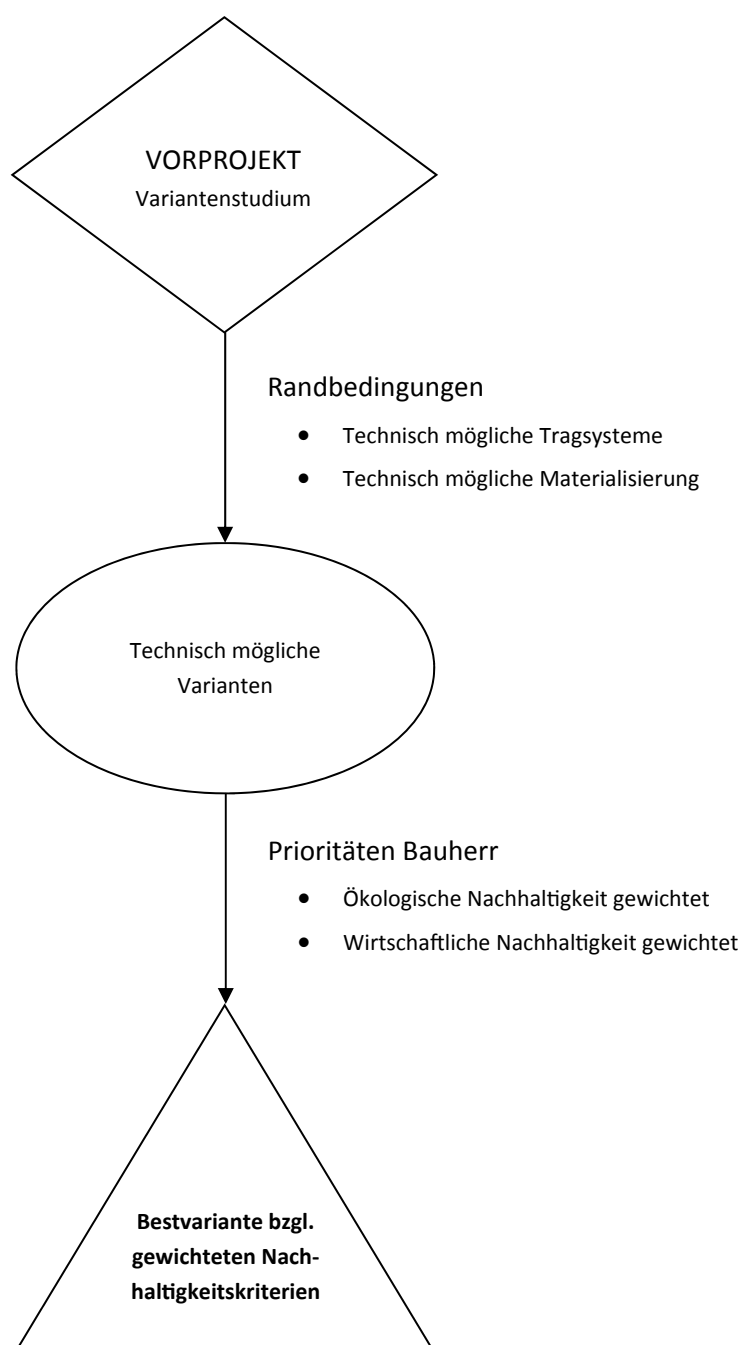 VORPROJEKT
Variantenstudium
Randbedingungen
• Technisch mögliche Tragsysteme
• Technisch mögliche Materialisierung
Technisch mögliche
Varianten
Prioritäten Bauherr
• Ökologische Nachhaltigkeit gewichtet
• Wirtschaftliche Nachhaltigkeit gewichtet
Bestvariante bzgl.
gewichteten Nach-
haltigkeitskriterien